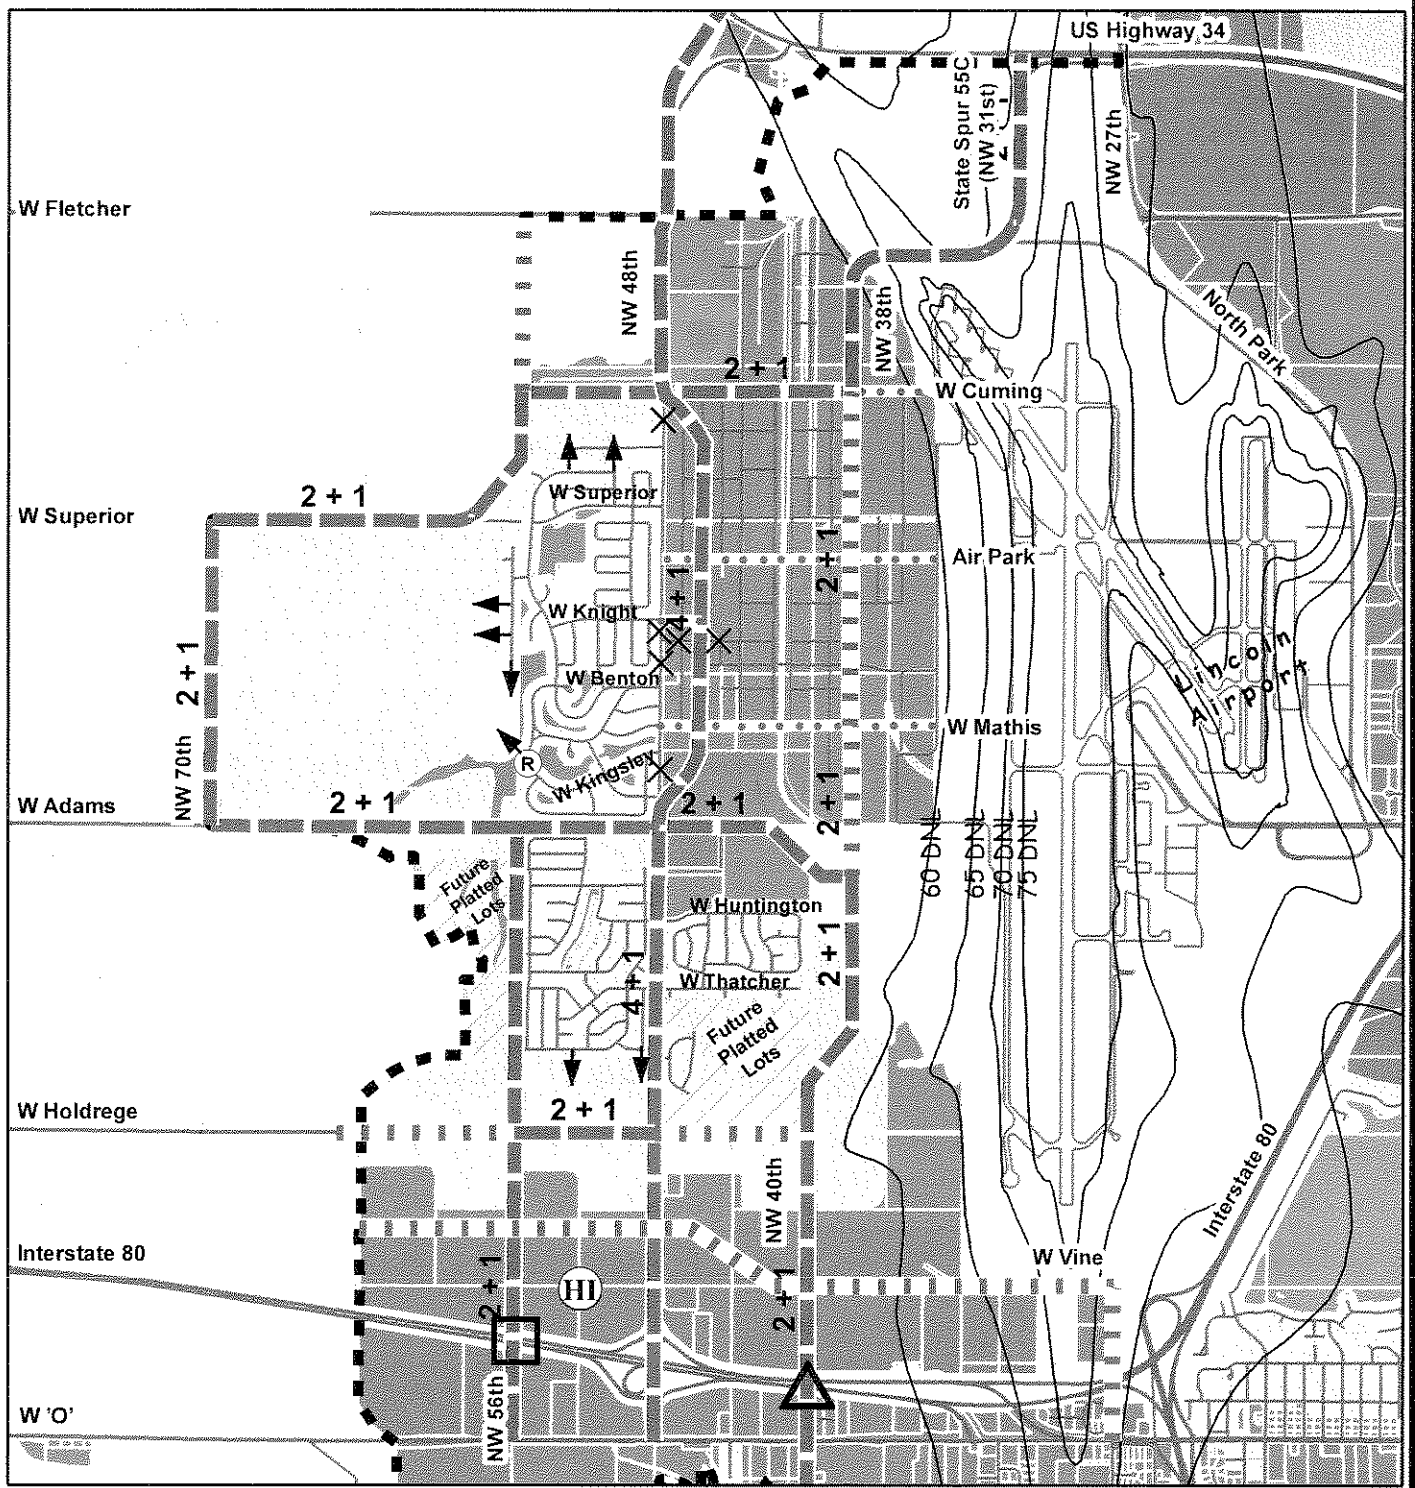 US Highway 34
State Spur 55C
(NW 31st)
NW 27th
W Fletcher
NW 48th
NW 38th
North Park
2 + 1
W Cuming
2 + 1
W Superior
W Superior
Air Park
2 + 1
4 + 1
W Knight
2 + 1
W Benton
Lincoln
Airport
W Mathis
NW 70th
R
W Kingsley
W Adams
2 + 1
2 + 1
2 + 1
60 DNL
65 DNL
70 DNL
75 DNL
Future
Platted
Lots
W Huntington
2 + 1
4 + 1
W Thatcher
Future
Platted
Lots
W Holdrege
2 + 1
NW 40th
Interstate 80
Interstate 80
W Vine
2 + 1
HI
2 + 1
NW 56th
W 'O'